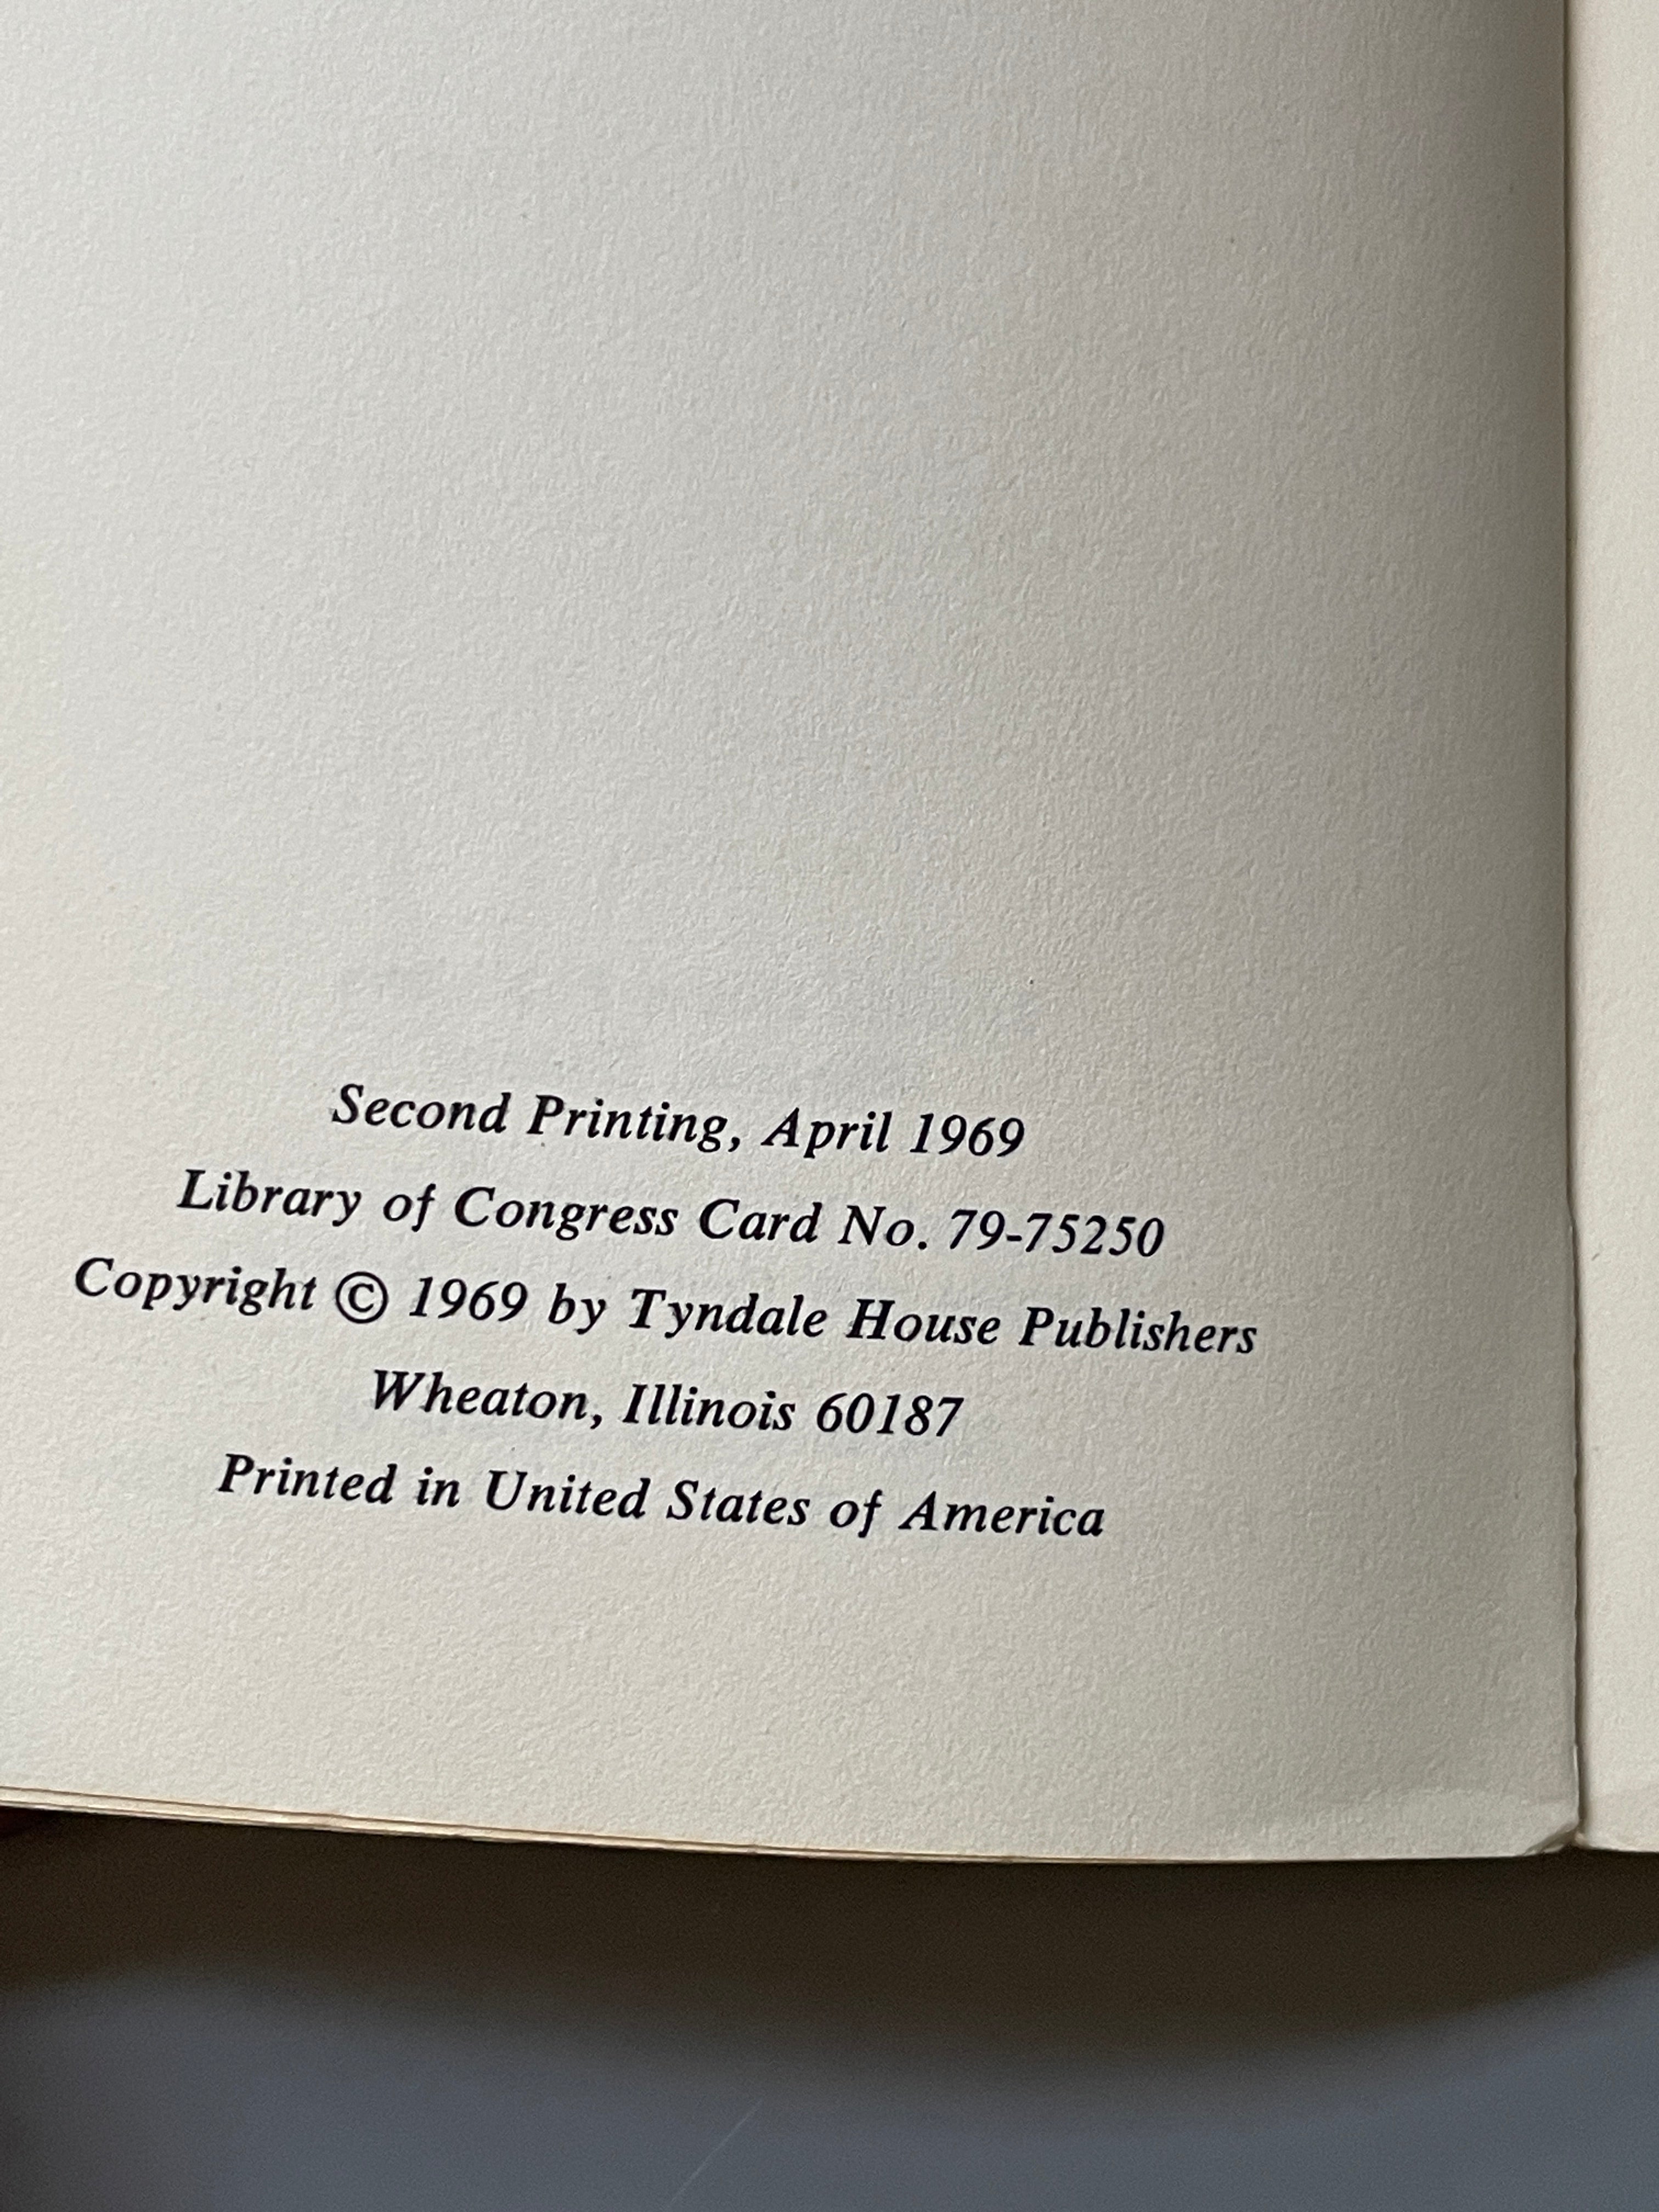 Second Printing, April 1969
Library of Congress Card No. 79-75250
Copyright © 1969 by Tyndale House Publishers
Wheaton, Illinois 60187
Printed in United States of America